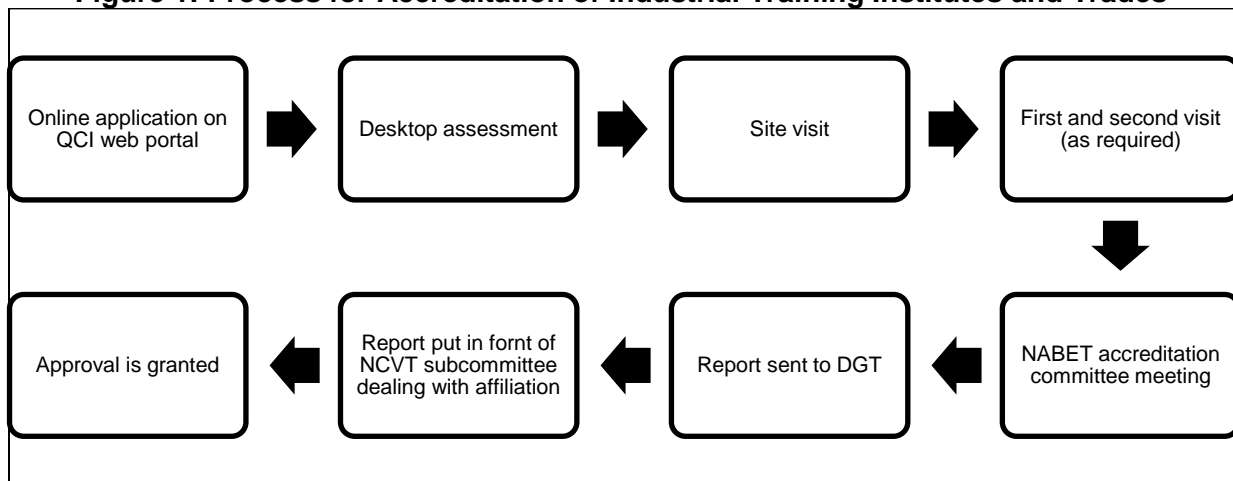 Figure 1: Process for Accreditation of Industrial Training Institutes and Trades
Online application on
QCI web portal
Desktop assessment
Site visit
First and second visit
(as required)
NABET accreditation
committee meeting
Report sent to DGT
Report put in fornt of
NCVT subcommittee
dealing with affiliation
Approval is granted